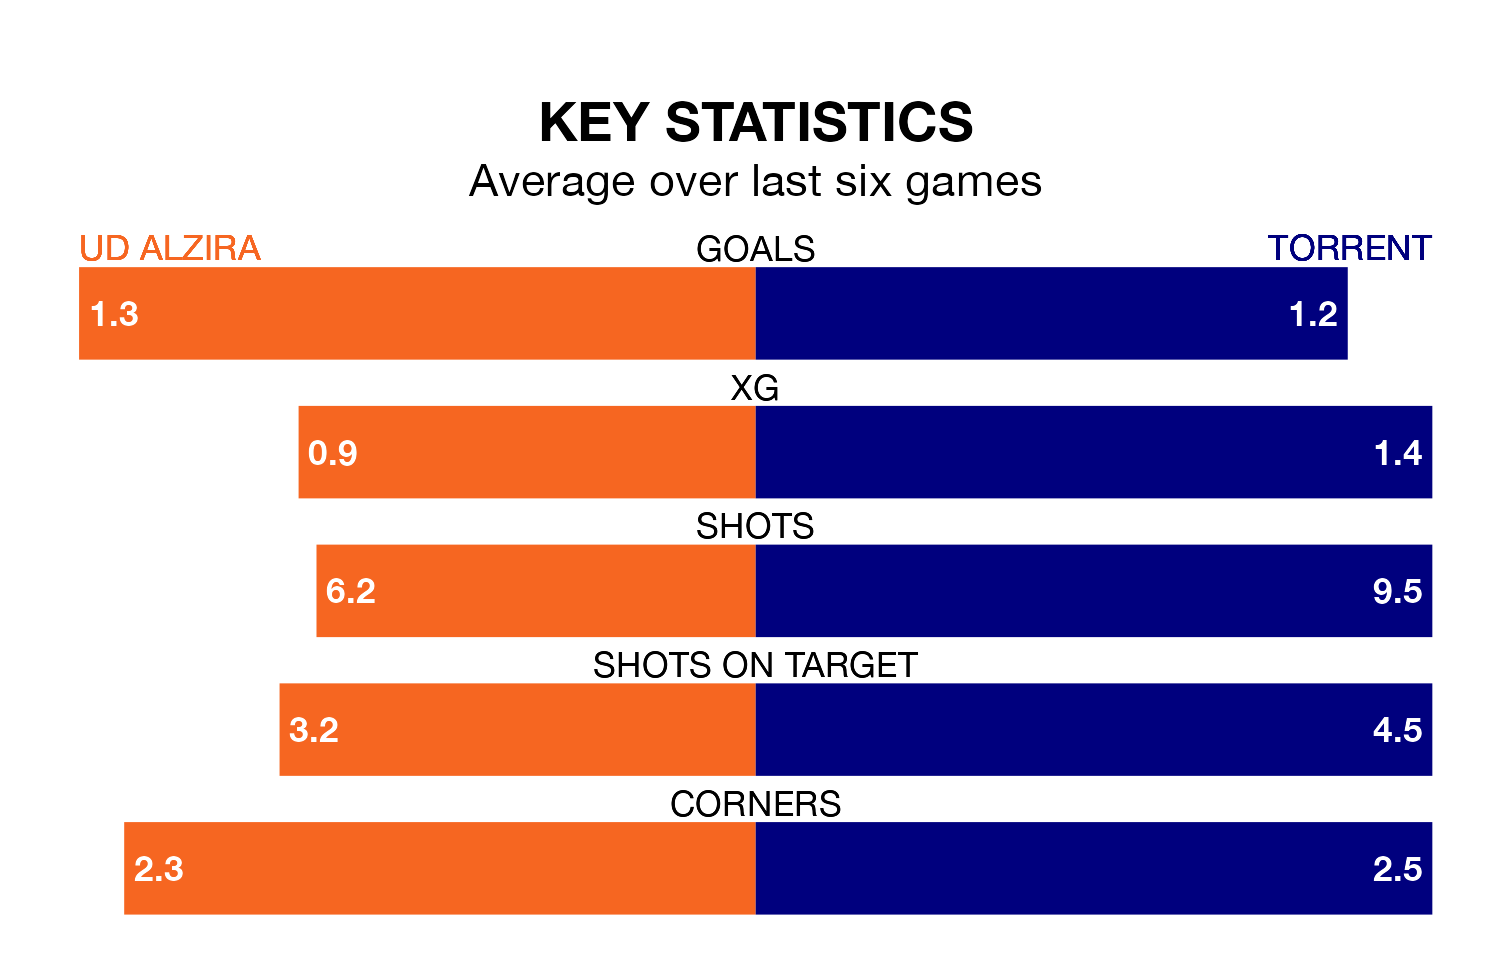 KEY STATISTICS
Average over last six games
UD ALZIRA GOALS TORRENT
1.3 1.2
XG
0.9 1.4
SHOTS
6.2 9.5
SHOTS ON TARGET
3.2 4.5
CORNERS
2.3 2.5